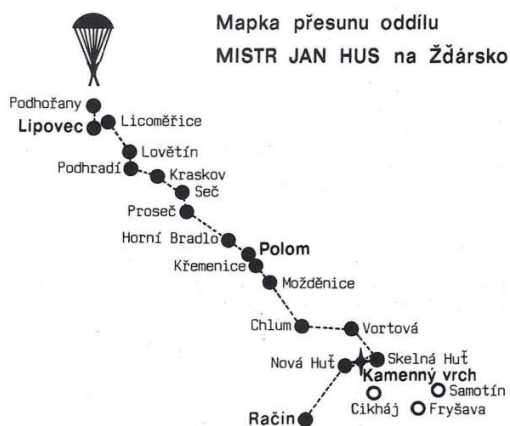 Mapka přesunu oddílu
MISTR JAN HUS na Žďársko
Podhořany
Licoměřice
Lipovec
Lovětín
Podhradí
Kraskov
Seč
Proseč
Horní Bradlo
Polom
Křemenice
Možděnice
Chlum
Vortová
Nová Huť
Skelná Huť
Kamenný vrch
Samotín
Cikháj
Fryšava
Račín